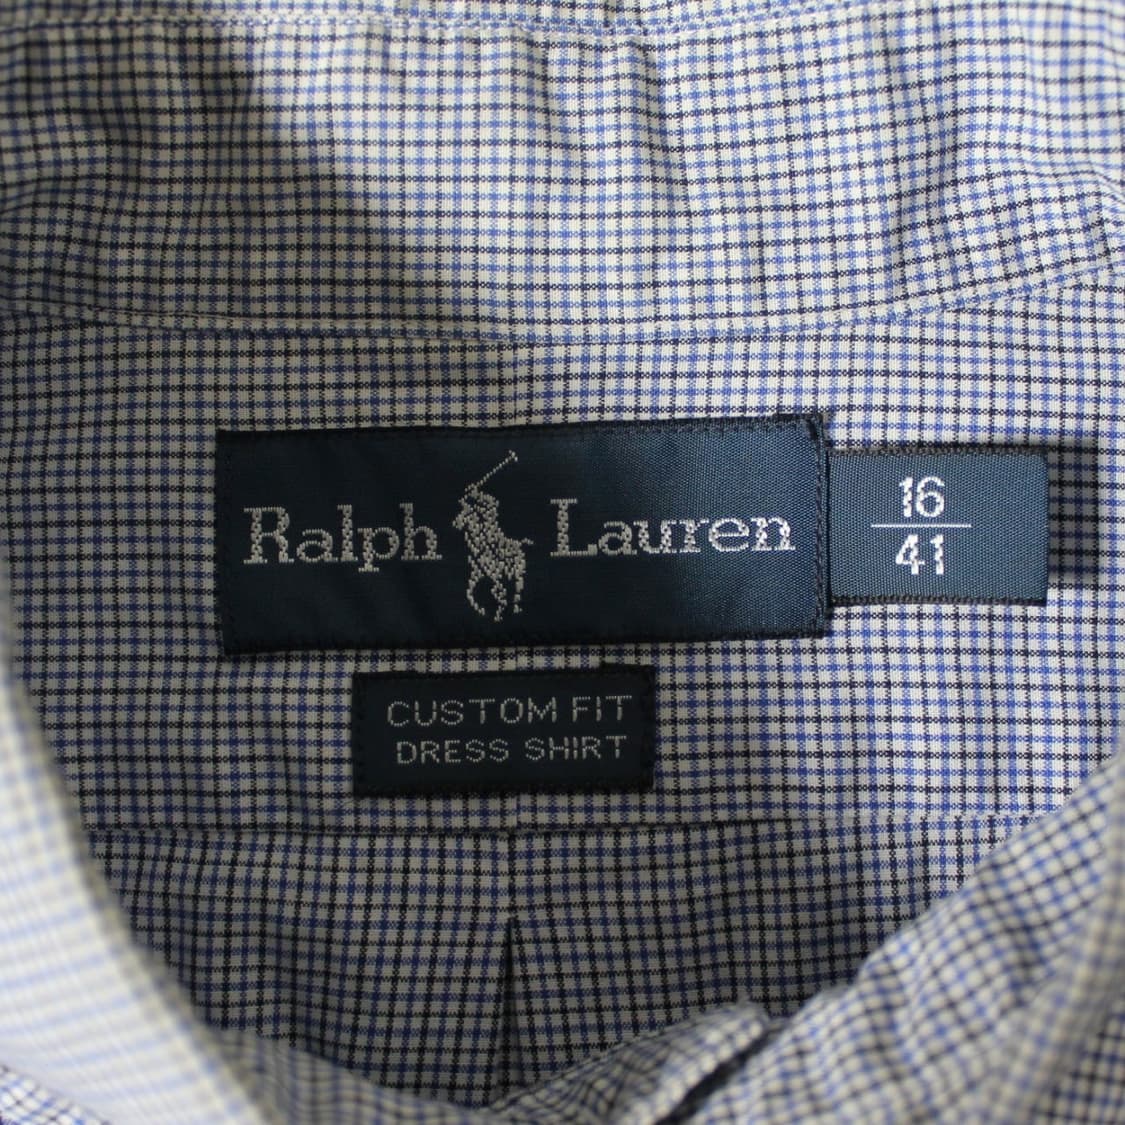 Ralph Lauren
16
41
CUSTOM FIT
DRESS SHIRT